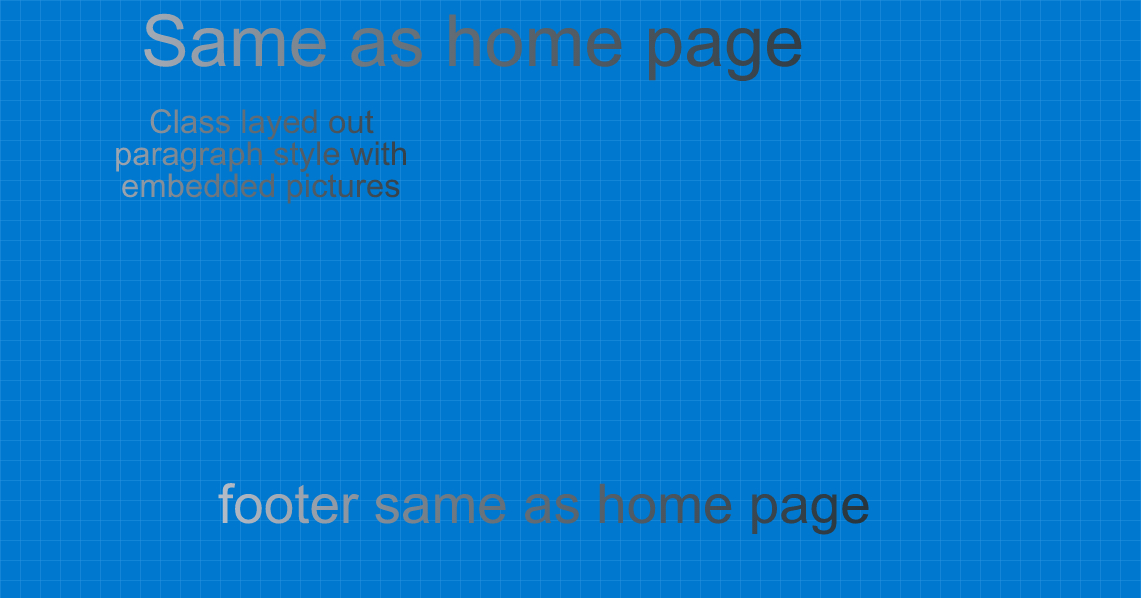 Same as home page
Class layed out
paragraph style with
embedded pictures
footer same as home page